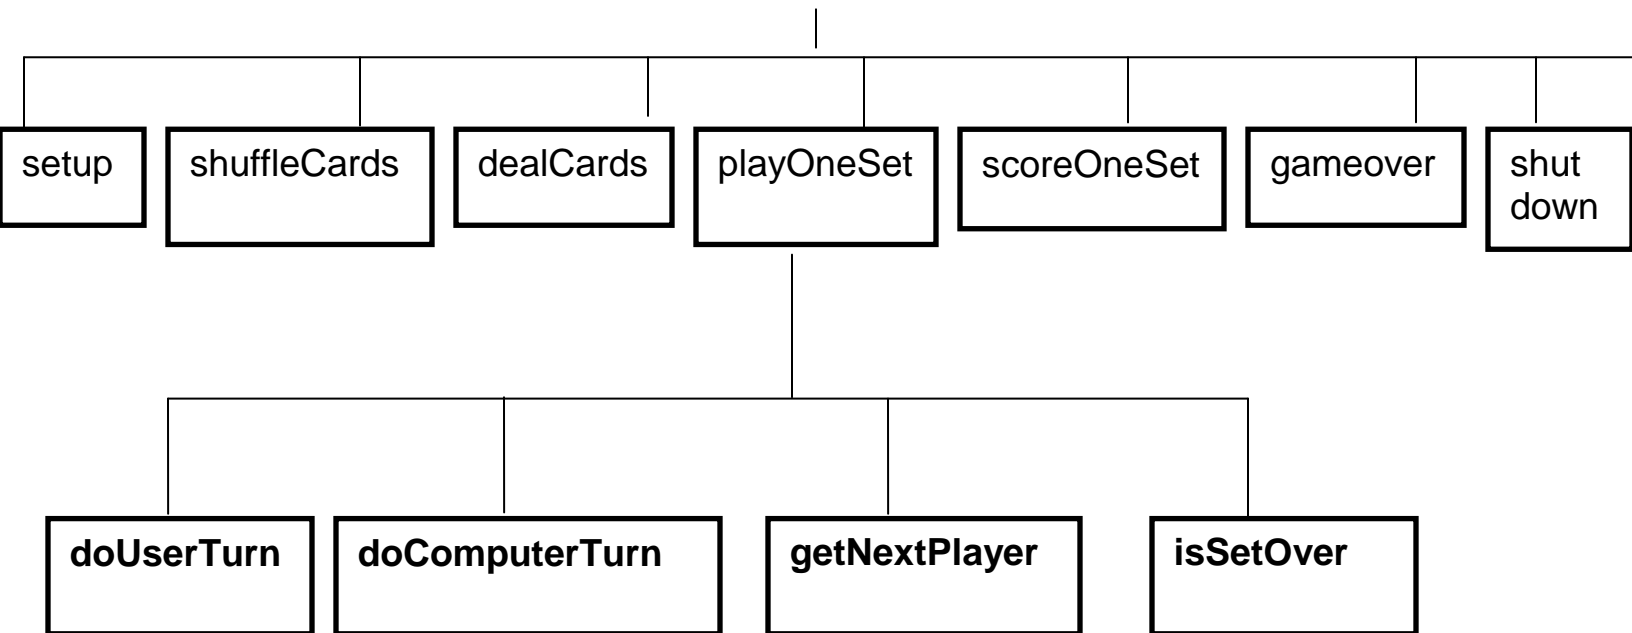 setup
shuffleCards
dealCards
playOneSet
scoreOneSet
gameover
shut
down
doUserTurn
doComputerTurn
getNextPlayer
isSetOver